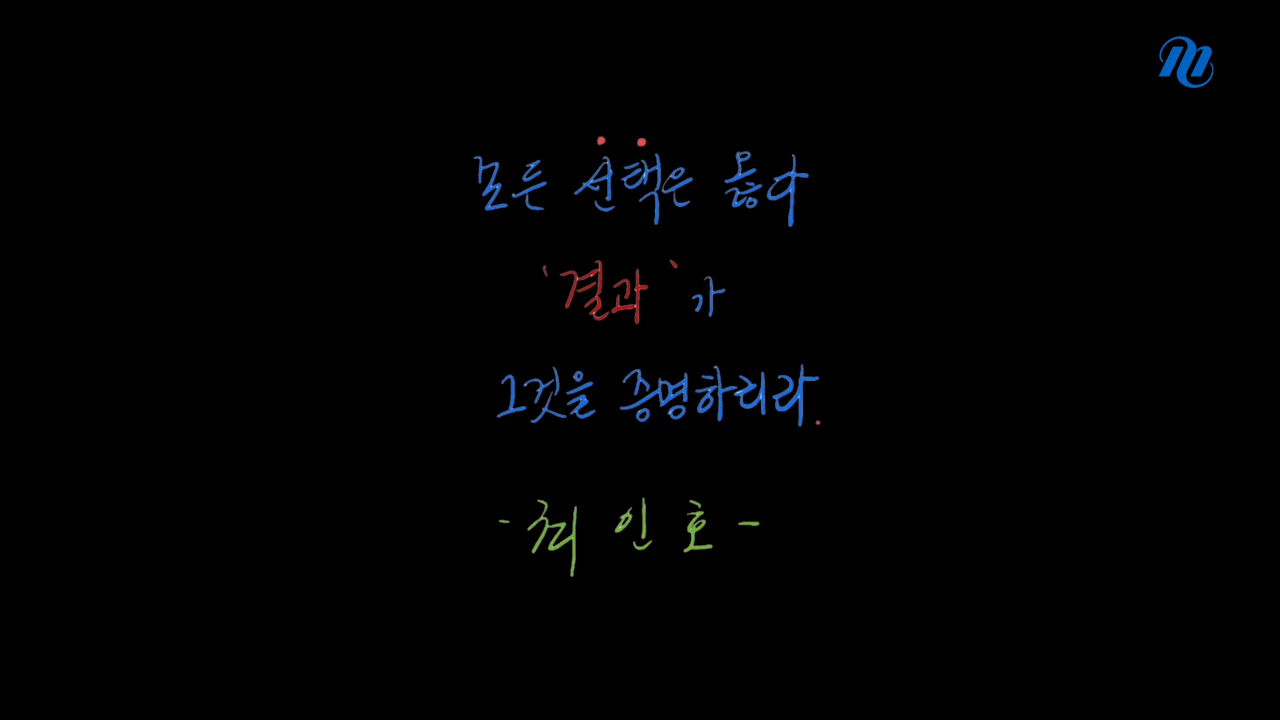 모든 선택은 옳다
'결과'가
그것을 증명하리라.
- 최인호 -